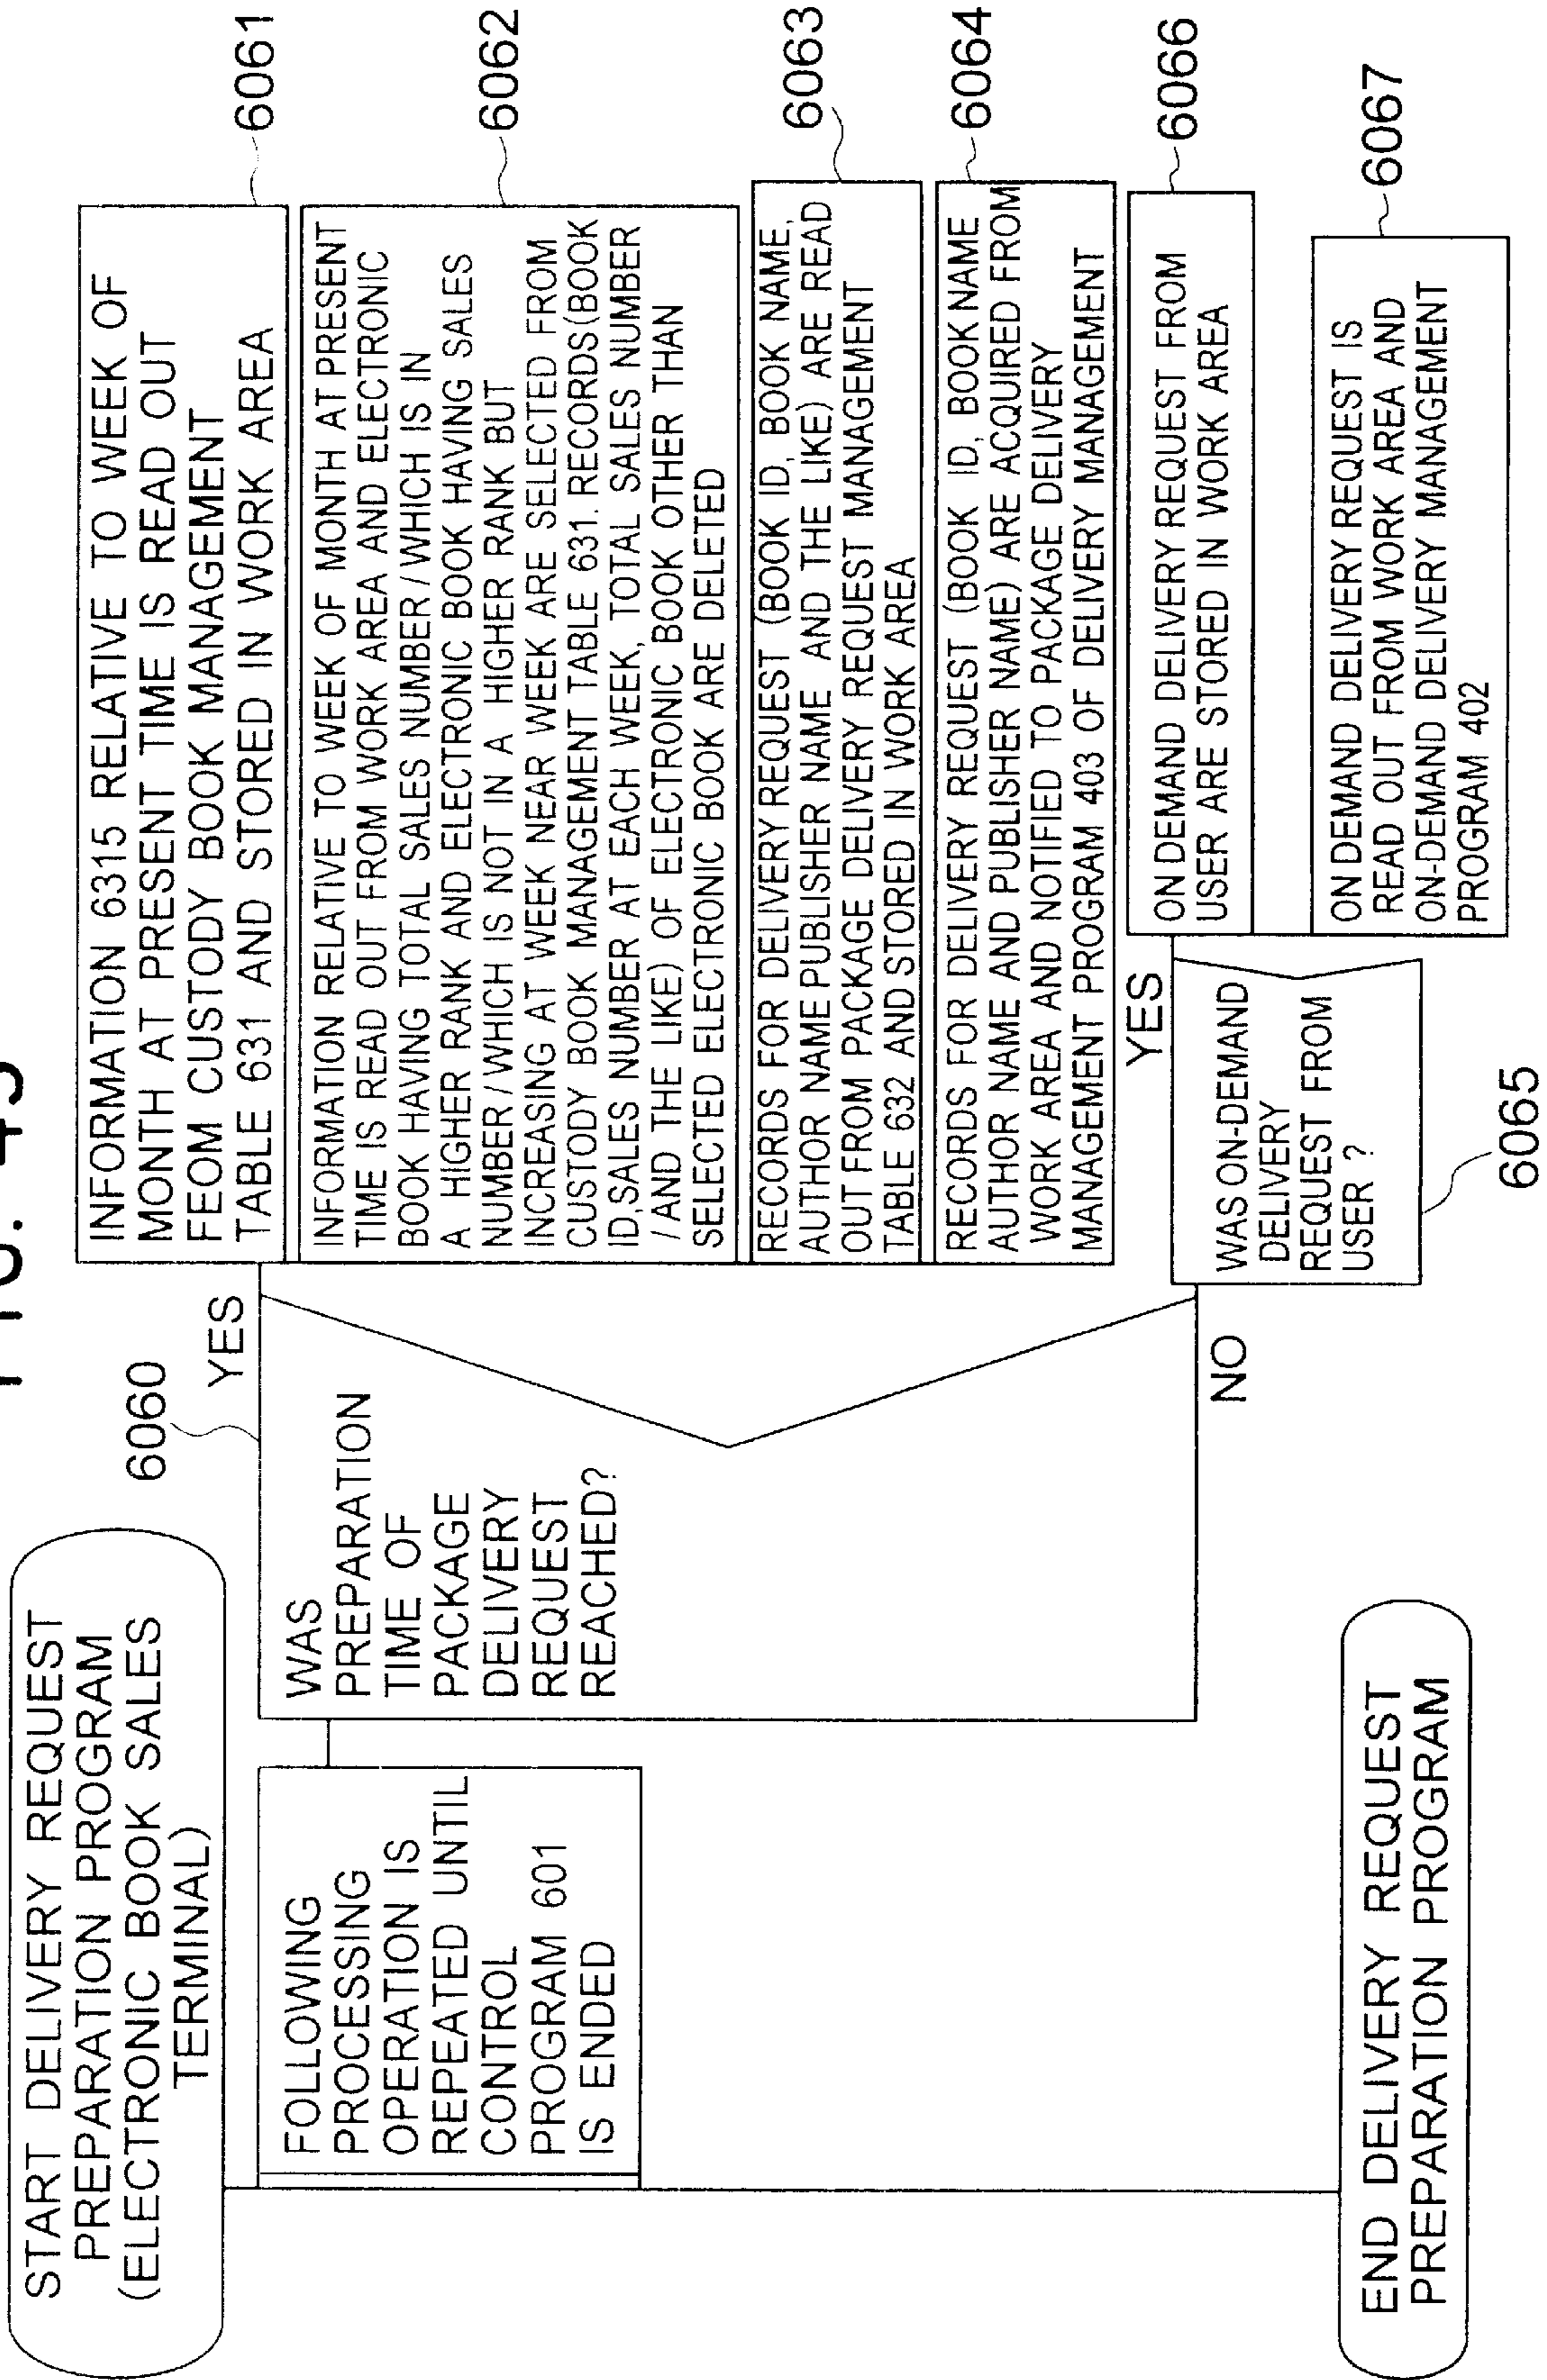 START DELIVERY REQUEST
PREPARATION PROGRAM
(ELECTRONIC BOOK SALES
TERMINAL)
FOLLOWING
PROCESSING
OPERATION IS
REPEATED UNTIL
CONTROL
PROGRAM 601
IS ENDED
6060
WAS
PREPARATION
TIME OF
PACKAGE
DELIVERY
REQUEST
REACHED?
YES
INFORMATION 6315 RELATIVE TO WEEK OF
MONTH AT PRESENT TIME IS READ OUT
FEOM CUSTODY BOOK MANAGEMENT
TABLE 631 AND STORED IN WORK AREA
6061
INFORMATION RELATIVE TO WEEK OF MONTH AT PRESENT
TIME IS READ OUT FROM WORK AREA AND ELECTRONIC
BOOK HAVING TOTAL SALES NUMBER/WHICH IS IN
A HIGHER RANK AND ELECTRONIC BOOK HAVING SALES
NUMBER/WHICH IS NOT IN A HIGHER RANK BUT
INCREASING AT WEEK NEAR WEEK ARE SELECTED FROM
CUSTODY BOOK MANAGEMENT TABLE 631. RECORDS(BOOK
ID,SALES NUMBER AT EACH WEEK, TOTAL SALES NUMBER
/AND THE LIKE) OF ELECTRONIC BOOK OTHER THAN
SELECTED ELECTRONIC BOOK ARE DELETED
6062
RECORDS FOR DELIVERY REQUEST (BOOK ID, BOOK NAME,
AUTHOR NAME PUBLISHER NAME AND THE LIKE) ARE READ
OUT FROM PACKAGE DELIVERY REQUEST MANAGEMENT
TABLE 632 AND STORED IN WORK AREA
6063
RECORDS FOR DELIVERY REQUEST (BOOK ID, BOOK NAME
AUTHOR NAME AND PUBLISHER NAME) ARE ACQUIRED FROM
WORK AREA AND NOTIFIED TO PACKAGE DELIVERY
MANAGEMENT PROGRAM 403 OF DELIVERY MANAGEMENT
6064
NO
WAS ON-DEMAND
DELIVERY
REQUEST FROM
USER ?
6065
YES
ON DEMAND DELIVERY REQUEST FROM
USER ARE STORED IN WORK AREA
6066
ON DEMAND DELIVERY REQUEST IS
READ OUT FROM WORK AREA AND
ON-DEMAND DELIVERY MANAGEMENT
PROGRAM 402
6067
END DELIVERY REQUEST
PREPARATION PROGRAM